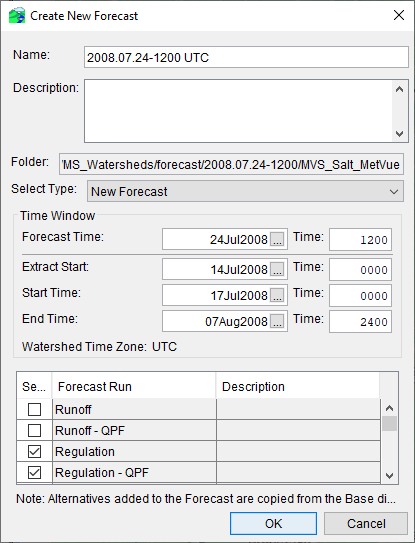 Create New Forecast
Name: 2008.07.24-1200 UTC
Description:
Folder: /MS_Watersheds/forecast/2008.07.24-1200/MVS_Salt_MetVue
Select Type: New Forecast
Time Window
Forecast Time: 24Jul2008 ... Time: 1200
Extract Start: 14Jul2008 ... Time: 0000
Start Time: 17Jul2008 ... Time: 0000
End Time: 07Aug2008 ... Time: 2400
Watershed Time Zone: UTC
Se... Forecast Run Description
Runoff
Runoff - QPF
Regulation
Regulation - QPF
Note: Alternatives added to the Forecast are copied from the Base di...
OK Cancel